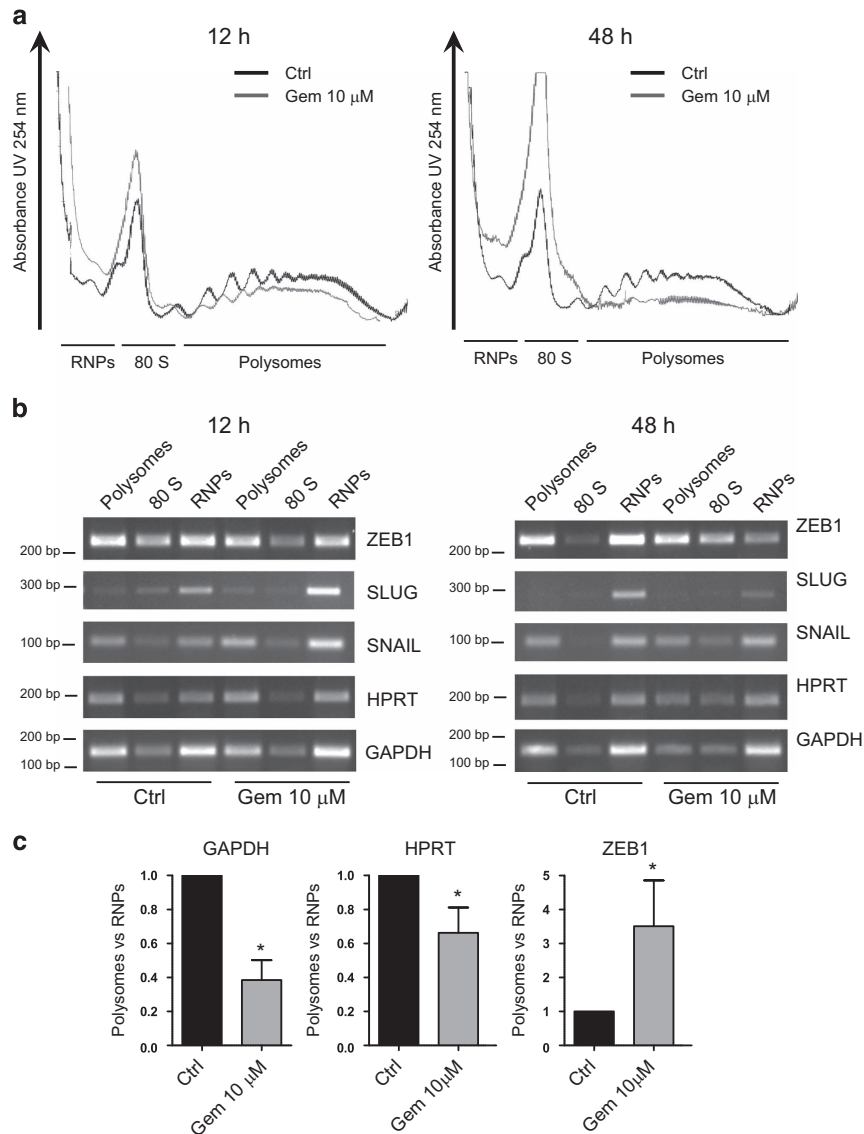 a
12 h
Ctrl
Gem 10 μM
Absorbance UV 254 nm
RNPs
80 S
Polysomes
48 h
Ctrl
Gem 10 μM
Absorbance UV 254 nm
RNPs
80 S
Polysomes
b
12 h
Polysomes
80 S
RNPs
Polysomes
80 S
RNPs
200 bp
ZEB1
300 bp
SLUG
100 bp
SNAIL
200 bp
HPRT
200 bp
100 bp
GAPDH
Ctrl
Gem 10 μM
48 h
Polysomes
80 S
RNPs
Polysomes
80 S
RNPs
200 bp
ZEB1
300 bp
SLUG
100 bp
SNAIL
200 bp
HPRT
200 bp
100 bp
GAPDH
Ctrl
Gem 10 μM
c
GAPDH
Polysomes vs RNPs
1.0
0.8
0.6
0.4
0.2
0.0
*
Ctrl
Gem 10 μM
HPRT
Polysomes vs RNPs
1.0
0.8
0.6
0.4
0.2
0.0
*
Ctrl
Gem 10μM
ZEB1
Polysomes vs RNPs
5
4
3
2
1
0
*
Ctrl
Gem 10μM